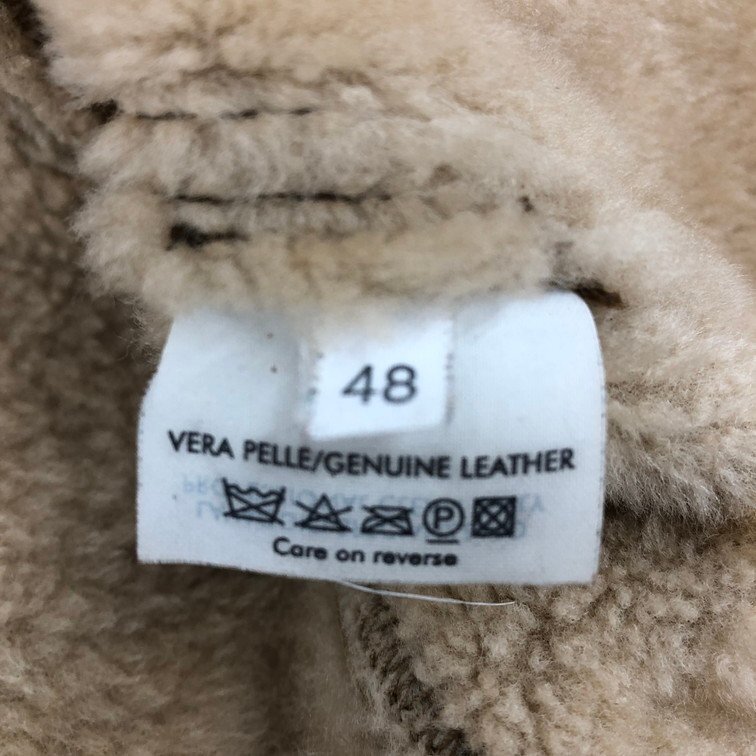 48
VERA PELLE/GENUINE LEATHER
P
Care on reverse